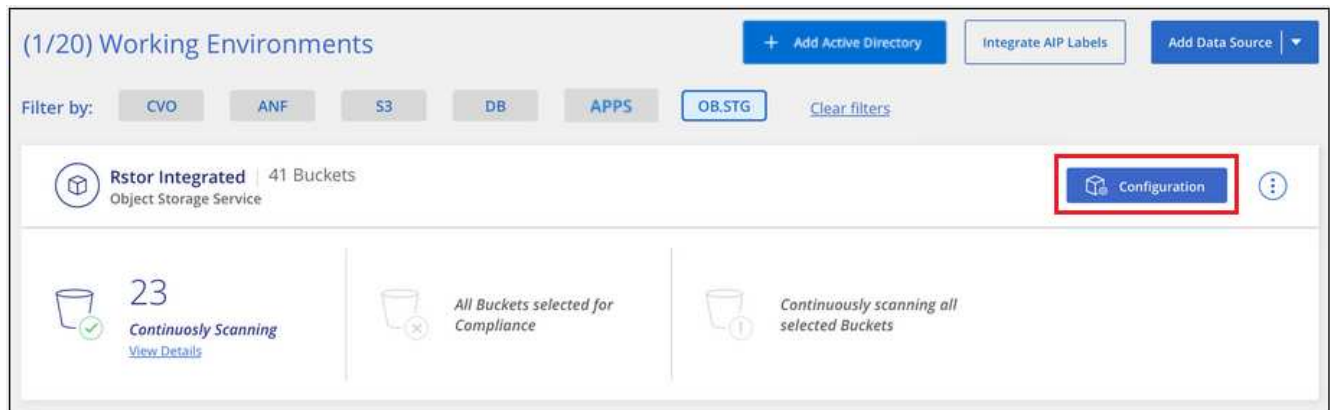 (1/20) Working Environments
+ Add Active Directory
Integrate AIP Labels
Add Data Source
Filter by:
CVO
ANF
S3
DB
APPS
OB.STG
Clear filters
Rstor Integrated | 41 Buckets
Object Storage Service
Configuration
23
Continuosly Scanning
View Details
All Buckets selected for
Compliance
Continuously scanning all
selected Buckets